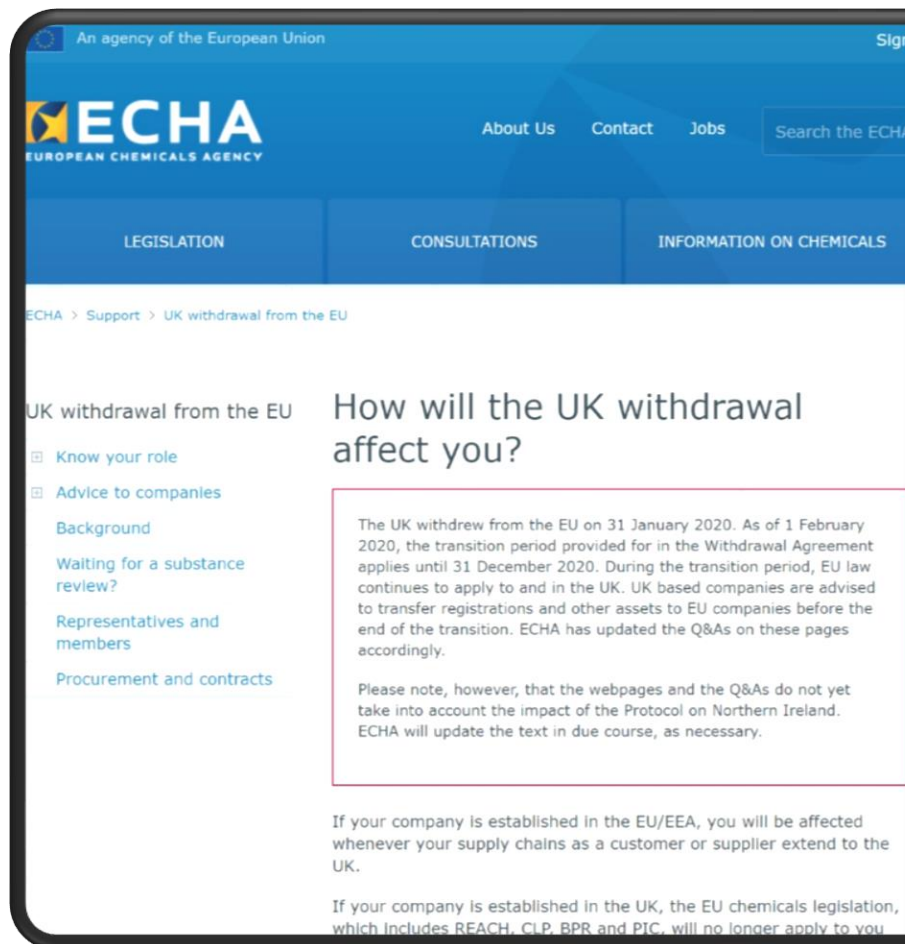 An agency of the European Union
ECHA
EUROPEAN CHEMICALS AGENCY
About Us Contact Jobs
Search the ECHA
LEGISLATION CONSULTATIONS INFORMATION ON CHEMICALS
ECHA > Support > UK withdrawal from the EU
UK withdrawal from the EU
Know your role
Advice to companies
Background
Waiting for a substance
review?
Representatives and
members
Procurement and contracts
How will the UK withdrawal
affect you?
The UK withdrew from the EU on 31 January 2020. As of 1 February
2020, the transition period provided for in the Withdrawal Agreement
applies until 31 December 2020. During the transition period, EU law
continues to apply to and in the UK. UK based companies are advised
to transfer registrations and other assets to EU companies before the
end of the transition. ECHA has updated the Q&As on these pages
accordingly.
Please note, however, that the webpages and the Q&As do not yet
take into account the impact of the Protocol on Northern Ireland.
ECHA will update the text in due course, as necessary.
If your company is established in the EU/EEA, you will be affected
whenever your supply chains as a customer or supplier extend to the
UK.
If your company is established in the UK, the EU chemicals legislation,
which includes REACH, CLP, BPR and PIC, will no longer apply to you